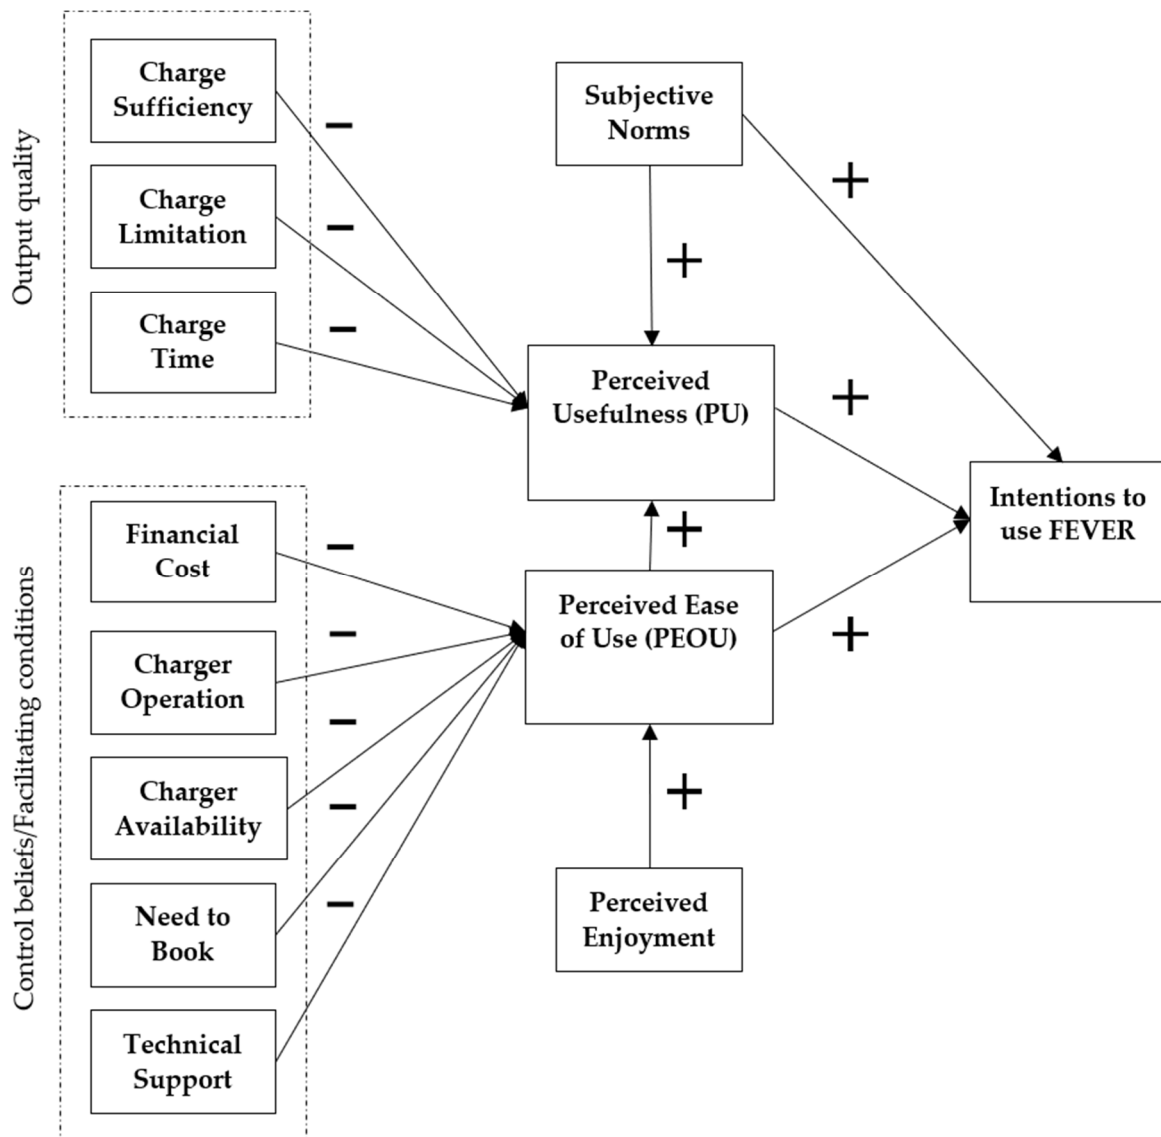 Output quality
Charge
Sufficiency
Charge
Limitation
Charge
Time
−
−
−
Subjective
Norms
+
+
Perceived
Usefulness (PU)
+
+
Intentions to
use FEVER
Control beliefs/Facilitating conditions
Financial
Cost
Charger
Operation
Charger
Availability
Need to
Book
Technical
Support
−
−
−
−
−
Perceived Ease
of Use (PEOU)
+
+
Perceived
Enjoyment